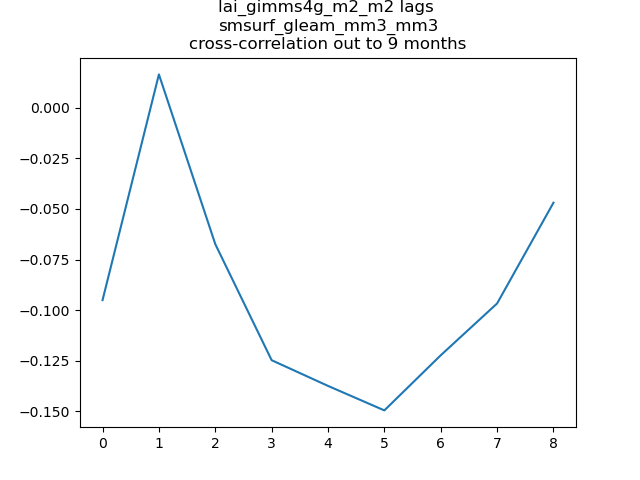 lai_gimms4g_m2_m2 lags
smsurf_gleam_mm3_mm3
cross-correlation out to 9 months
0.000
−0.025
−0.050
−0.075
−0.100
−0.125
−0.150
0 1 2 3 4 5 6 7 8